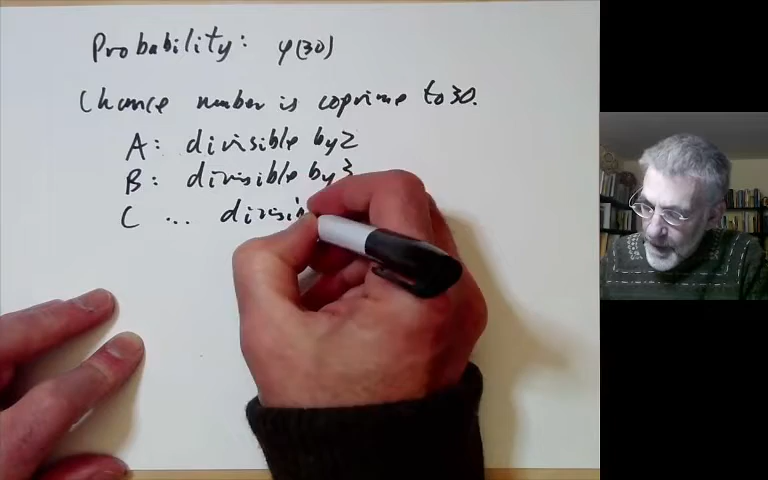 Probability: φ(30)
Chance number is coprime to 30.
A: divisible by 2
B: divisible by 3
C ... divisi